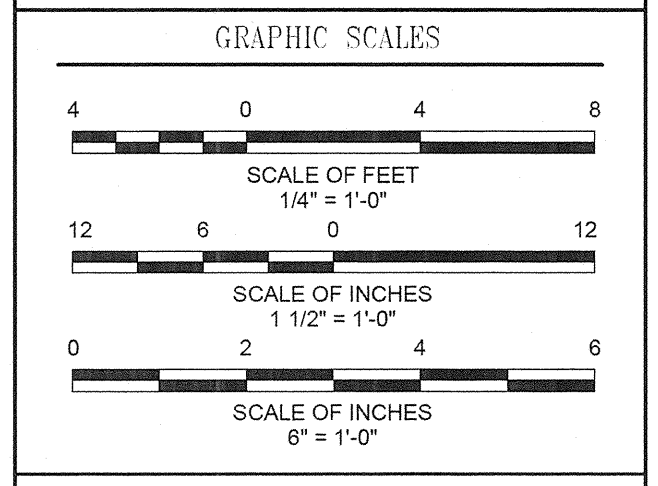 GRAPHIC SCALES
4 0 4 8
SCALE OF FEET
1/4" = 1'-0"
12 6 0 12
SCALE OF INCHES
1 1/2" = 1'-0"
0 2 4 6
SCALE OF INCHES
6" = 1'-0"